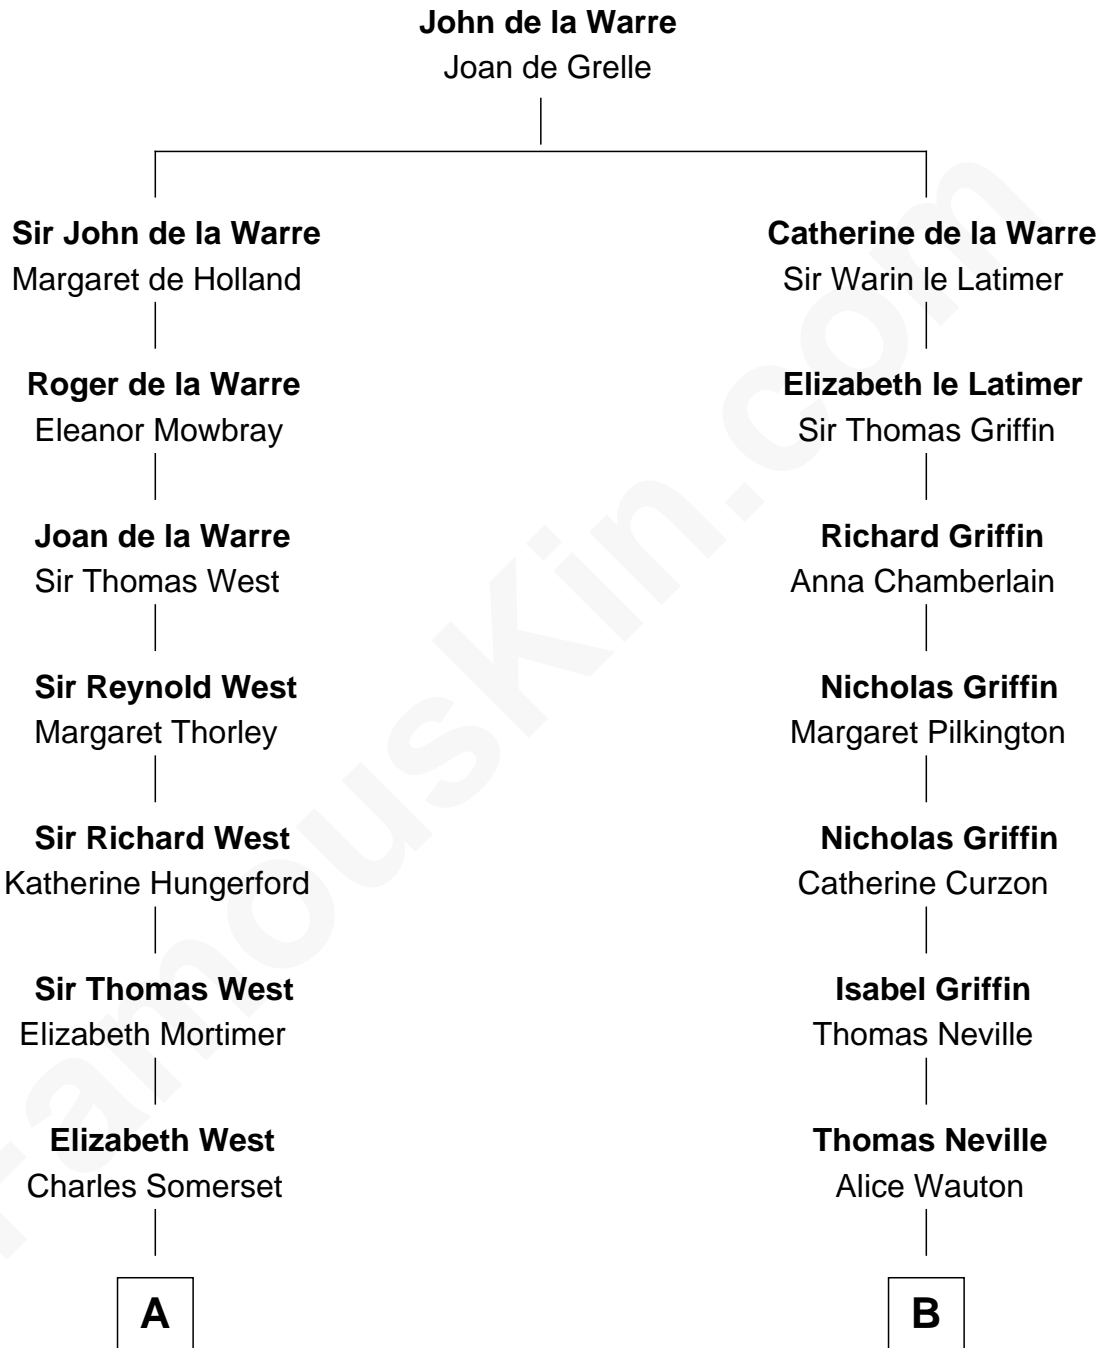 John de la Warre
Joan de Grelle
Sir John de la Warre
Margaret de Holland
Catherine de la Warre
Sir Warin le Latimer
Roger de la Warre
Eleanor Mowbray
Elizabeth le Latimer
Sir Thomas Griffin
Joan de la Warre
Sir Thomas West
Richard Griffin
Anna Chamberlain
Sir Reynold West
Margaret Thorley
Nicholas Griffin
Margaret Pilkington
Sir Richard West
Katherine Hungerford
Nicholas Griffin
Catherine Curzon
Sir Thomas West
Elizabeth Mortimer
Isabel Griffin
Thomas Neville
Elizabeth West
Charles Somerset
Thomas Neville
Alice Wauton
A
B
FamousKin.com